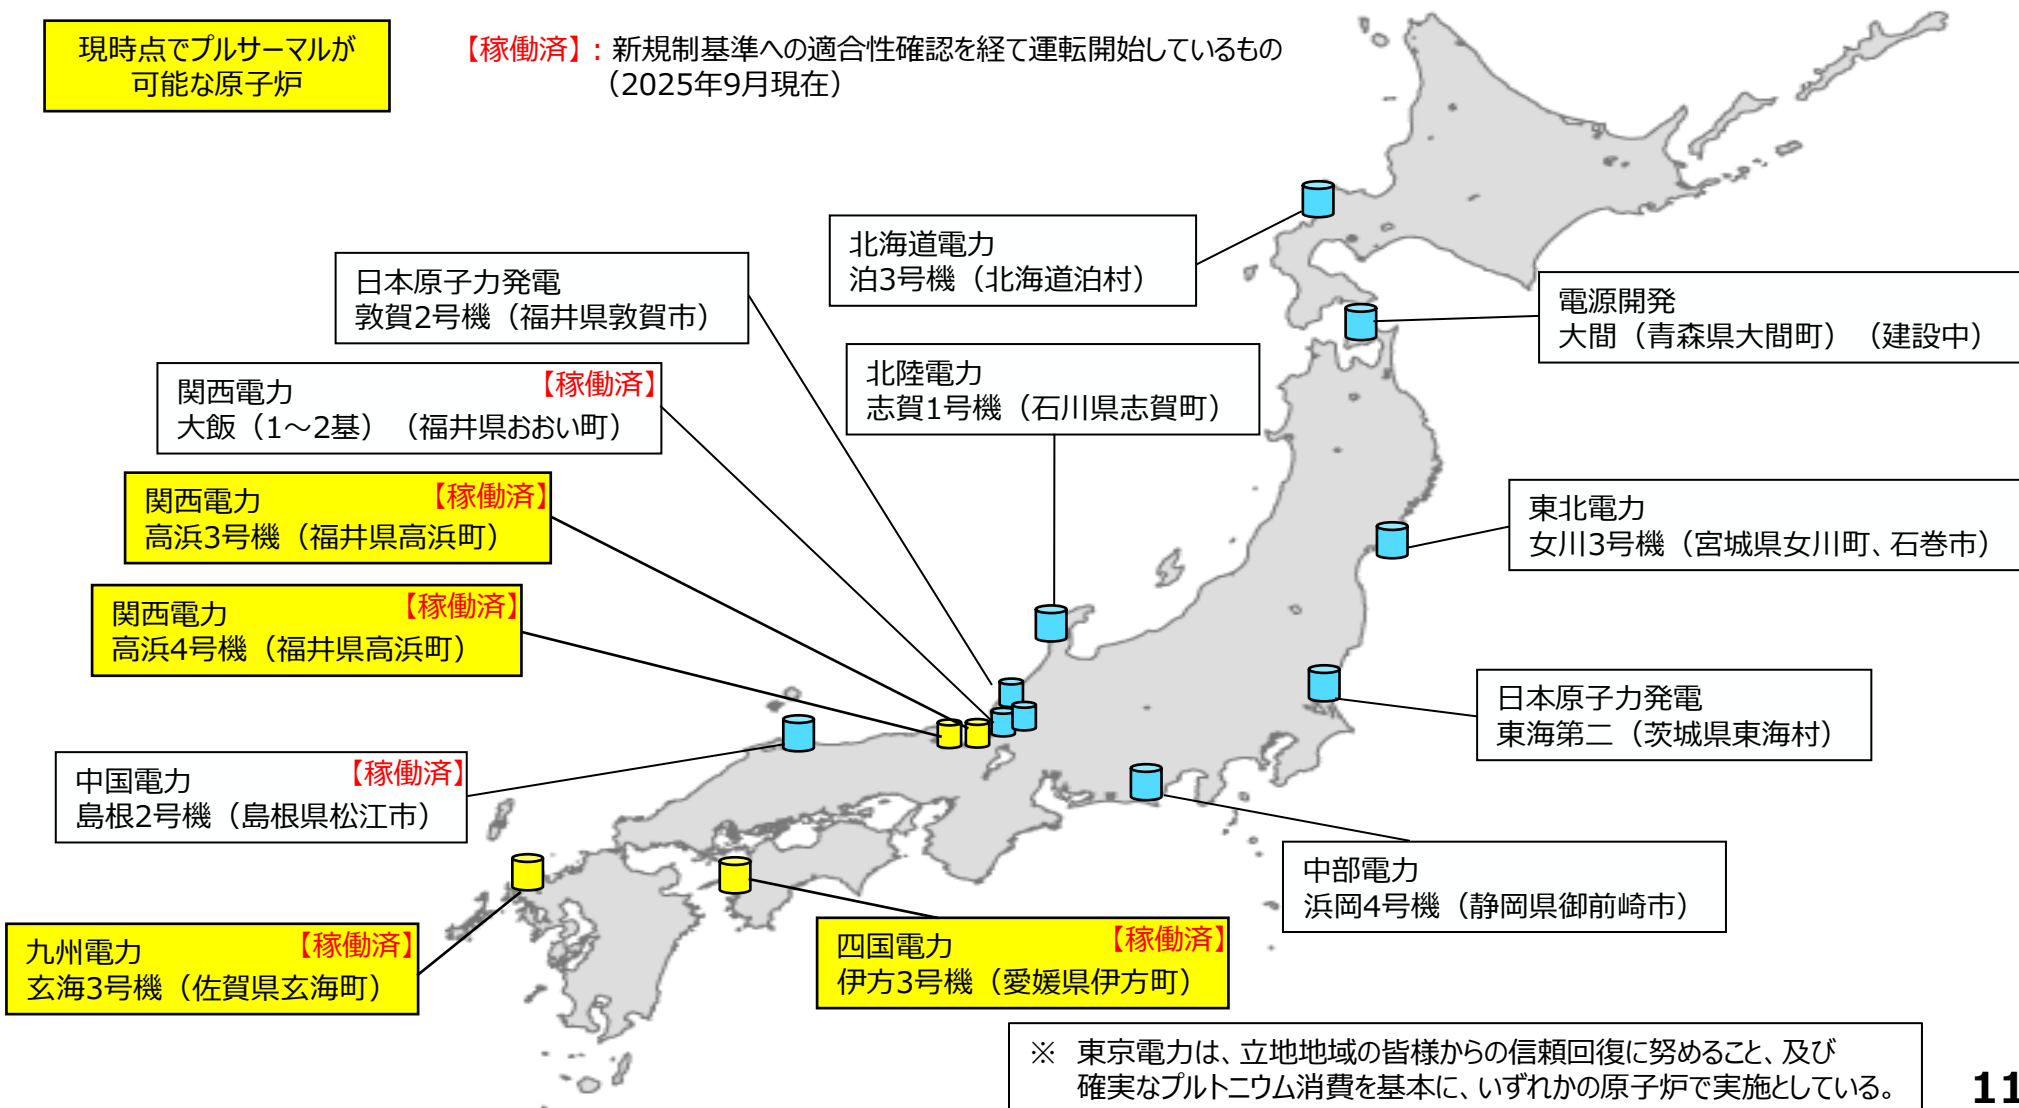 現時点でプルサーマルが
可能な原子炉
【稼働済】：新規制基準への適合性確認を経て運転開始しているもの
（2025年9月現在）
北海道電力
泊3号機（北海道泊村）
日本原子力発電
敦賀2号機（福井県敦賀市）
電源開発
大間（青森県大間町）（建設中）
北陸電力
志賀1号機（石川県志賀町）
関西電力 【稼働済】
大飯（1～2基）（福井県おおい町）
関西電力 【稼働済】
高浜3号機（福井県高浜町）
東北電力
女川3号機（宮城県女川町、石巻市）
関西電力 【稼働済】
高浜4号機（福井県高浜町）
日本原子力発電
東海第二（茨城県東海村）
中国電力 【稼働済】
島根2号機（島根県松江市）
中部電力
浜岡4号機（静岡県御前崎市）
九州電力 【稼働済】
玄海3号機（佐賀県玄海町）
四国電力 【稼働済】
伊方3号機（愛媛県伊方町）
※ 東京電力は、立地地域の皆様からの信頼回復に努めること、及び
確実なプルトニウム消費を基本に、いずれかの原子炉で実施としている。
11